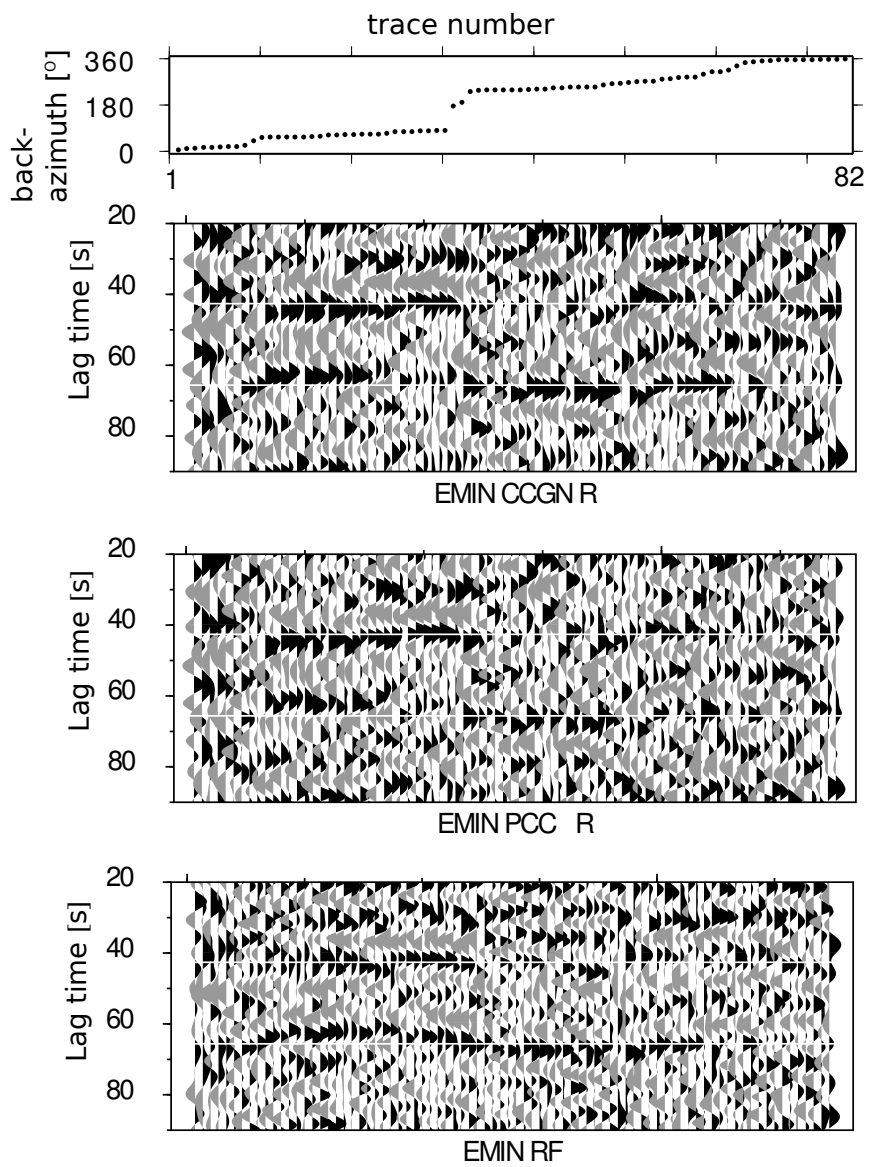 trace number
360
180
0
back-
azimuth [º]
1 82
20
40
60
80
Lag time [s]
EMIN CCGN R
20
40
60
80
Lag time [s]
EMIN PCC R
20
40
60
80
Lag time [s]
EMIN RF